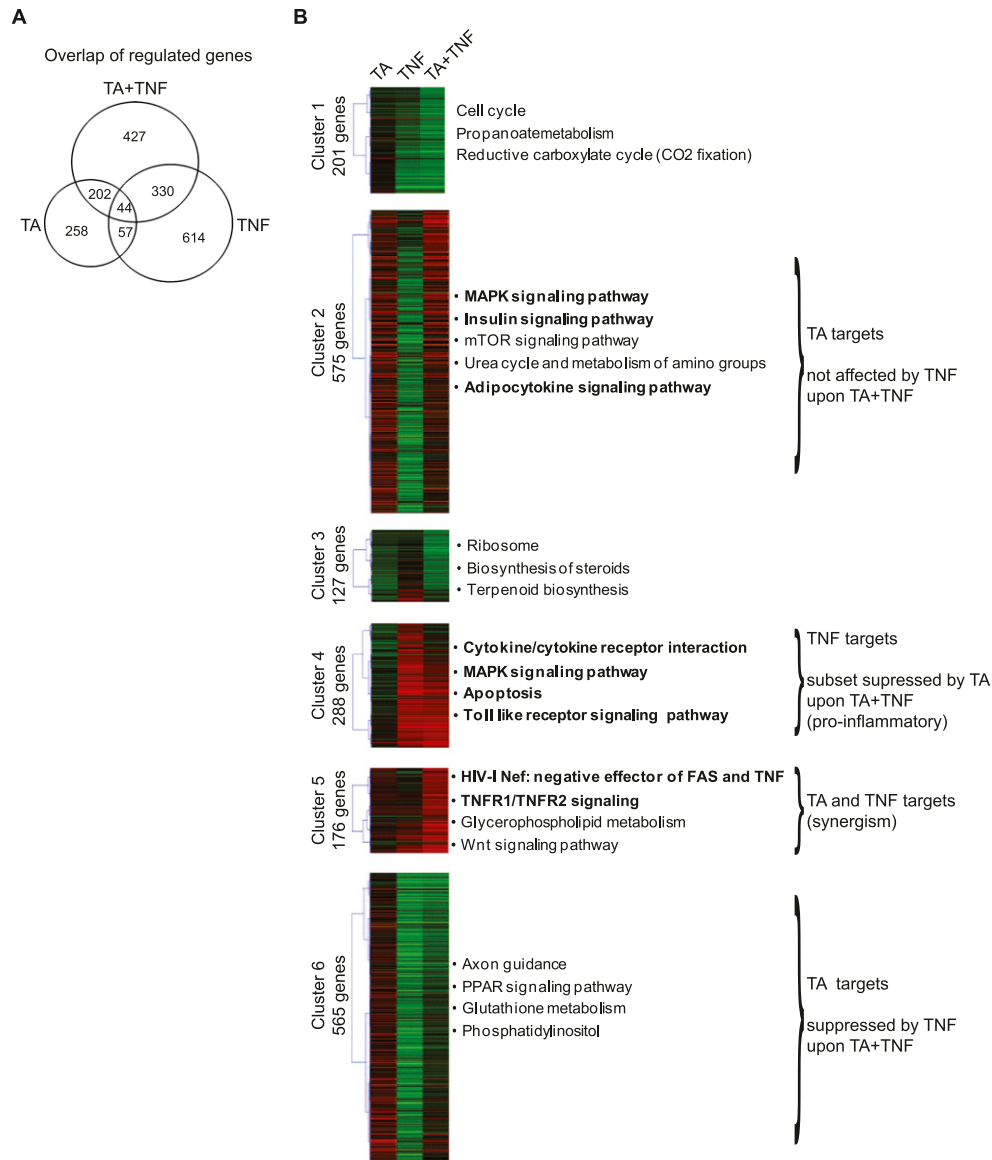 A
Overlap of regulated genes
TA+TNF
427
202
330
44
TA
258
57
614
TNF
B
TA
TNF
TA+TNF
Cluster 1
201 genes
Cell cycle
Propanoatemetabolism
Reductive carboxylate cycle (CO2 fixation)
Cluster 2
575 genes
• MAPK signaling pathway
• Insulin signaling pathway
• mTOR signaling pathway
• Urea cycle and metabolism of amino groups
• Adipocytokine signaling pathway
TA targets
not affected by TNF
upon TA+TNF
Cluster 3
127 genes
• Ribosome
• Biosynthesis of steroids
• Terpenoid biosynthesis
Cluster 4
288 genes
• Cytokine/cytokine receptor interaction
• MAPK signaling pathway
• Apoptosis
• Toll like receptor signaling pathway
TNF targets
subset supressed by TA
upon TA+TNF
(pro-inflammatory)
Cluster 5
176 genes
• HIV-I Nef: negative effector of FAS and TNF
• TNFR1/TNFR2 signaling
• Glycerophospholipid metabolism
• Wnt signaling pathway
TA and TNF targets
(synergism)
Cluster 6
565 genes
• Axon guidance
• PPAR signaling pathway
• Glutathione metabolism
• Phosphatidylinositol
TA targets
suppressed by TNF
upon TA+TNF